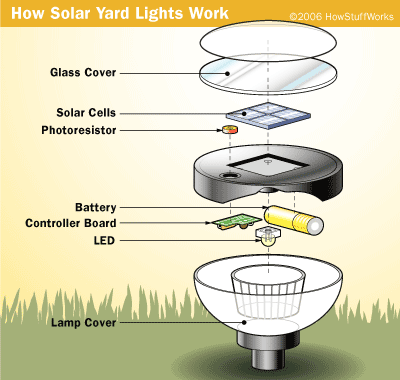 How Solar Yard Lights Work
©2006 HowStuffWorks
Glass Cover
Solar Cells
Photoresistor
Battery
Controller Board
LED
Lamp Cover